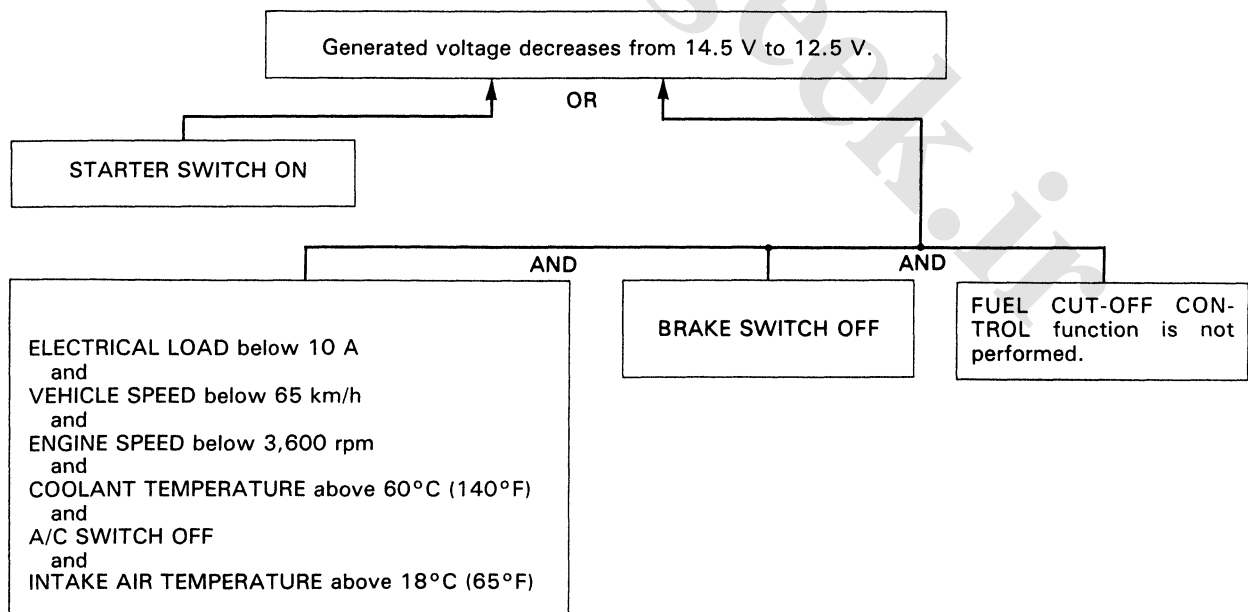 Generated voltage decreases from 14.5 V to 12.5 V.
OR
STARTER SWITCH ON
AND
AND
ELECTRICAL LOAD below 10 A
and
VEHICLE SPEED below 65 km/h
and
ENGINE SPEED below 3,600 rpm
and
COOLANT TEMPERATURE above 60°C (140°F)
and
A/C SWITCH OFF
and
INTAKE AIR TEMPERATURE above 18°C (65°F)
BRAKE SWITCH OFF
FUEL CUT-OFF CON-
TROL function is not
performed.
seek.ir